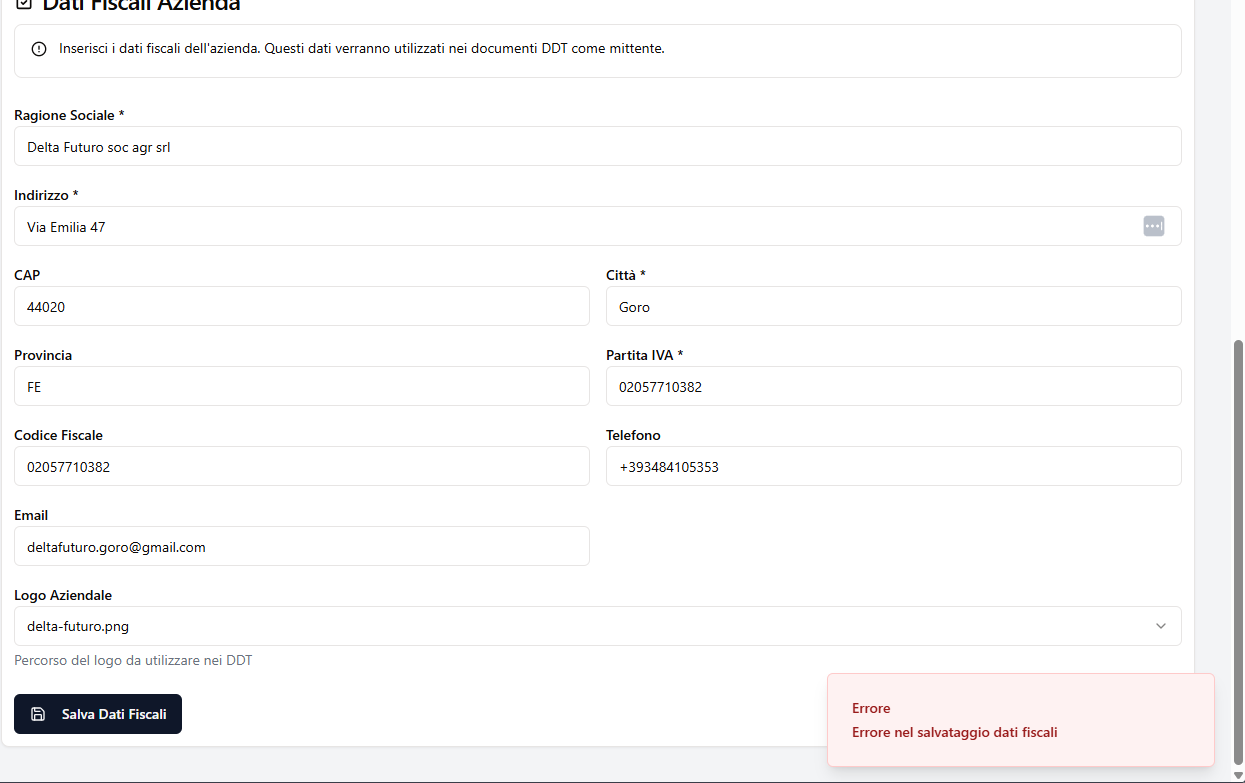 Dati Fiscali Azienda
Inserisci i dati fiscali dell'azienda. Questi dati verranno utilizzati nei documenti DDT come mittente.
Ragione Sociale *
Delta Futuro soc agr srl
Indirizzo *
Via Emilia 47
CAP
Città *
44020
Goro
Provincia
Partita IVA *
FE
02057710382
Codice Fiscale
Telefono
02057710382
+393484105353
Email
deltafuturo.goro@gmail.com
Logo Aziendale
delta-futuro.png
Percorso del logo da utilizzare nei DDT
Salva Dati Fiscali
Errore
Errore nel salvataggio dati fiscali